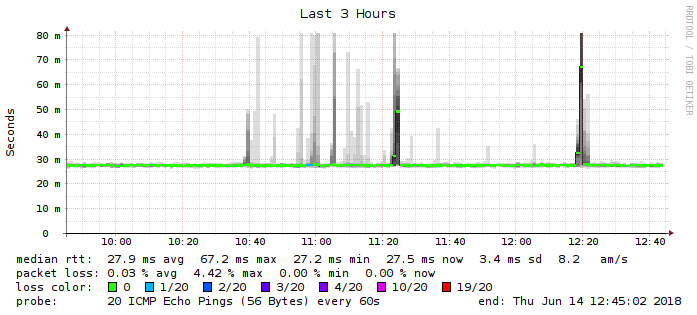 Last 3 Hours
RRDTOOL / TOBI OETIKER
Seconds
80 m
70 m
60 m
50 m
40 m
30 m
20 m
10 m
0
10:00 10:20 10:40 11:00 11:20 11:40 12:00 12:20 12:40
median rtt: 27.9 ms avg 67.2 ms max 27.2 ms min 27.5 ms now 3.4 ms sd 8.2 am/s
packet loss: 0.03 % avg 4.42 % max 0.00 % min 0.00 % now
loss color: 0 1/20 2/20 3/20 4/20 10/20 19/20
probe: 20 ICMP Echo Pings (56 Bytes) every 60s end: Thu Jun 14 12:45:02 2018